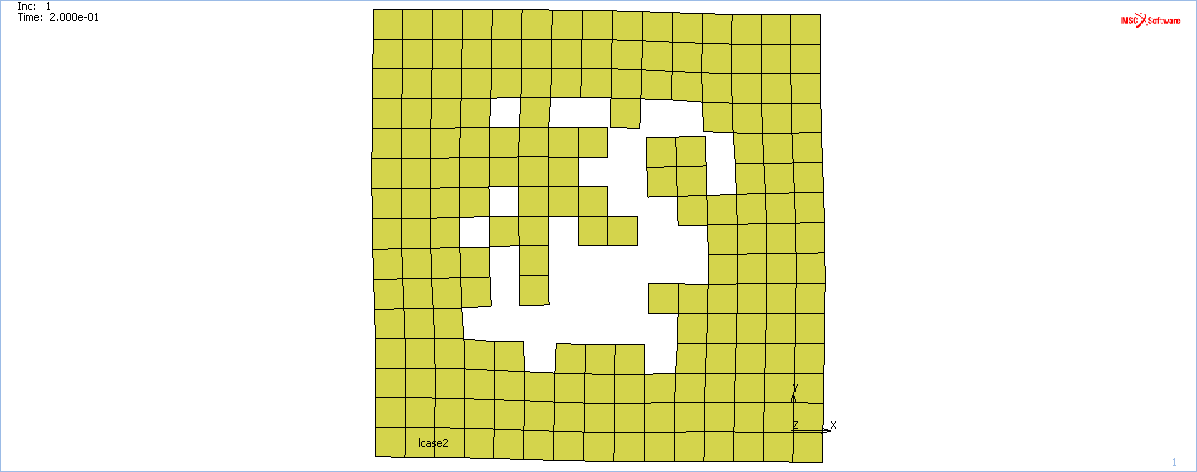 Inc: 1
Time: 2.000e-01
MSC Software
lcase2
Y
Z
X
1